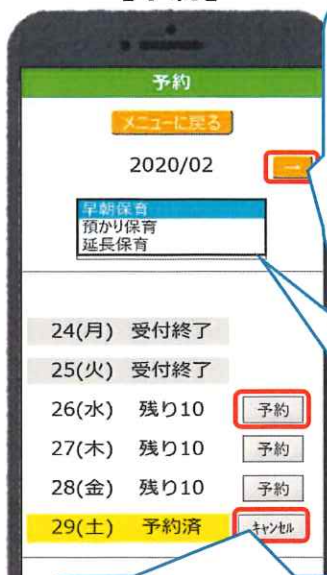 予約
メニューに戻る
2020/02 →
早朝保育
預かり保育
延長保育
24(月) 受付終了
25(火) 受付終了
26(水) 残り10 予約
27(木) 残り10 予約
28(金) 残り10 予約
29(土) 予約済 キャンセル